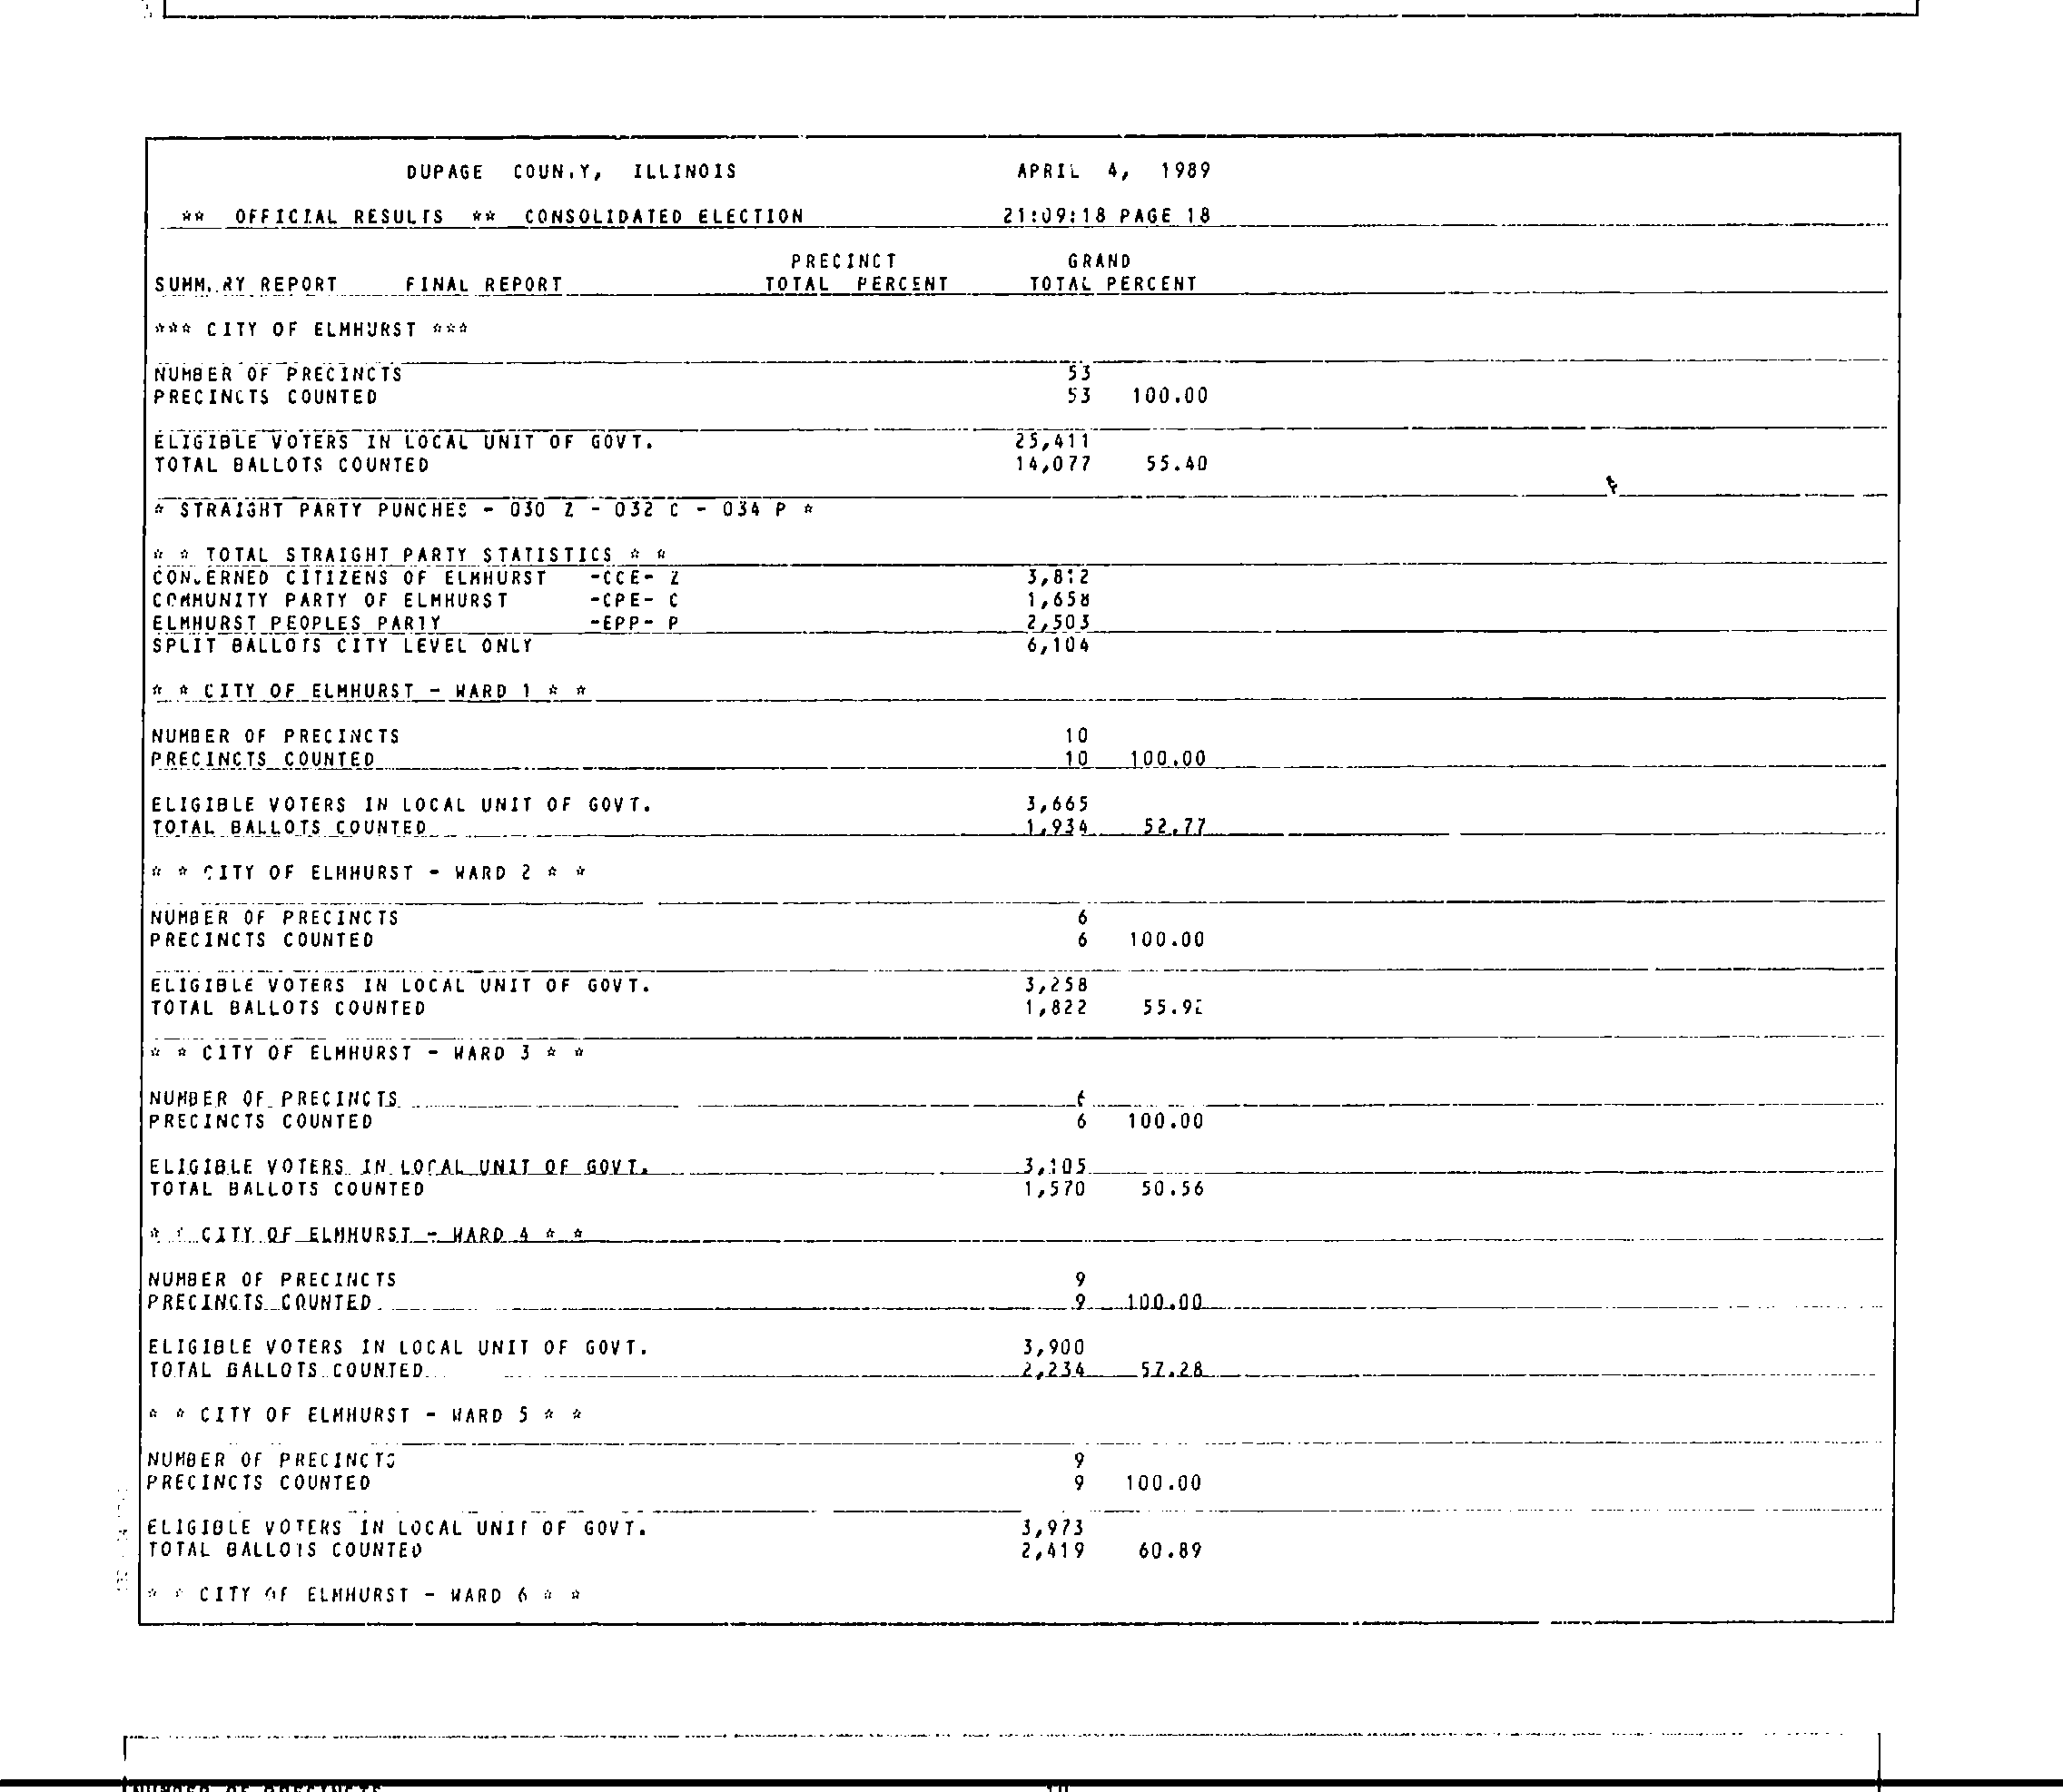 DUPAGE COUN.Y, ILLINOIS APRIL 4, 1989
** OFFICIAL RESULTS ** CONSOLIDATED ELECTION 21:09:18 PAGE 18
PRECINCT GRAND
SUMM.RY REPORT FINAL REPORT TOTAL PERCENT TOTAL PERCENT
*** CITY OF ELMHURST ***
NUMBER OF PRECINCTS 53
PRECINCTS COUNTED 53 100.00
ELIGIBLE VOTERS IN LOCAL UNIT OF GOVT. 25,411
TOTAL BALLOTS COUNTED 14,077 55.40
* STRAIGHT PARTY PUNCHES - 030 Z - 032 C - 034 P *
* * TOTAL STRAIGHT PARTY STATISTICS * *
CONCERNED CITIZENS OF ELMHURST -CCE- Z 3,812
COMMUNITY PARTY OF ELMHURST -CPE- C 1,658
ELMHURST PEOPLES PARTY -EPP- P 2,503
SPLIT BALLOTS CITY LEVEL ONLY 6,104
* * CITY OF ELMHURST - WARD 1 * *
NUMBER OF PRECINCTS 10
PRECINCTS COUNTED 10 100.00
ELIGIBLE VOTERS IN LOCAL UNIT OF GOVT. 3,665
TOTAL BALLOTS COUNTED 1,934 52.77
* * CITY OF ELMHURST - WARD 2 * *
NUMBER OF PRECINCTS 6
PRECINCTS COUNTED 6 100.00
ELIGIBLE VOTERS IN LOCAL UNIT OF GOVT. 3,258
TOTAL BALLOTS COUNTED 1,822 55.92
* * CITY OF ELMHURST - WARD 3 * *
NUMBER OF PRECINCTS 6
PRECINCTS COUNTED 6 100.00
ELIGIBLE VOTERS IN LOCAL UNIT OF GOVT. 3,105
TOTAL BALLOTS COUNTED 1,570 50.56
* * CITY OF ELMHURST - WARD 4 * *
NUMBER OF PRECINCTS 9
PRECINCTS COUNTED 9 100.00
ELIGIBLE VOTERS IN LOCAL UNIT OF GOVT. 3,900
TOTAL BALLOTS COUNTED 2,234 57.28
* * CITY OF ELMHURST - WARD 5 * *
NUMBER OF PRECINCTS 9
PRECINCTS COUNTED 9 100.00
ELIGIBLE VOTERS IN LOCAL UNIT OF GOVT. 3,973
TOTAL BALLOTS COUNTED 2,419 60.89
* * CITY OF ELMHURST - WARD 6 * *
NUMBER OF PRECINCTS 10